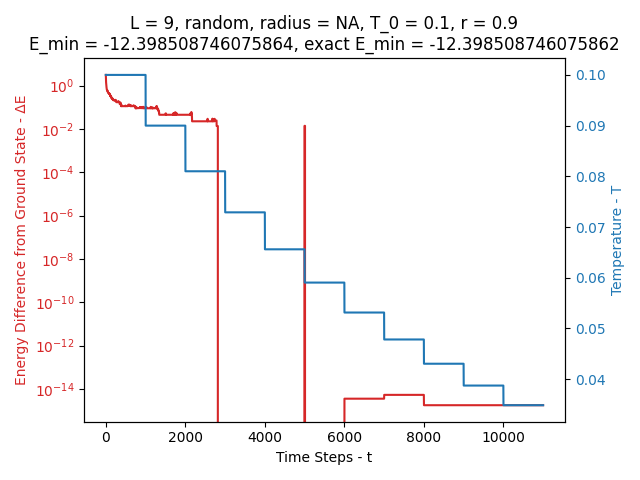 L = 9, random, radius = NA, T_0 = 0.1, r = 0.9
E_min = -12.398508746075864, exact E_min = -12.398508746075862
Energy Difference from Ground State - ΔE
10⁰
10⁻²
10⁻⁴
10⁻⁶
10⁻⁸
10⁻¹⁰
10⁻¹²
10⁻¹⁴
0.10
0.09
0.08
0.07
0.06
0.05
0.04
Temperature - T
0 2000 4000 6000 8000 10000
Time Steps - t